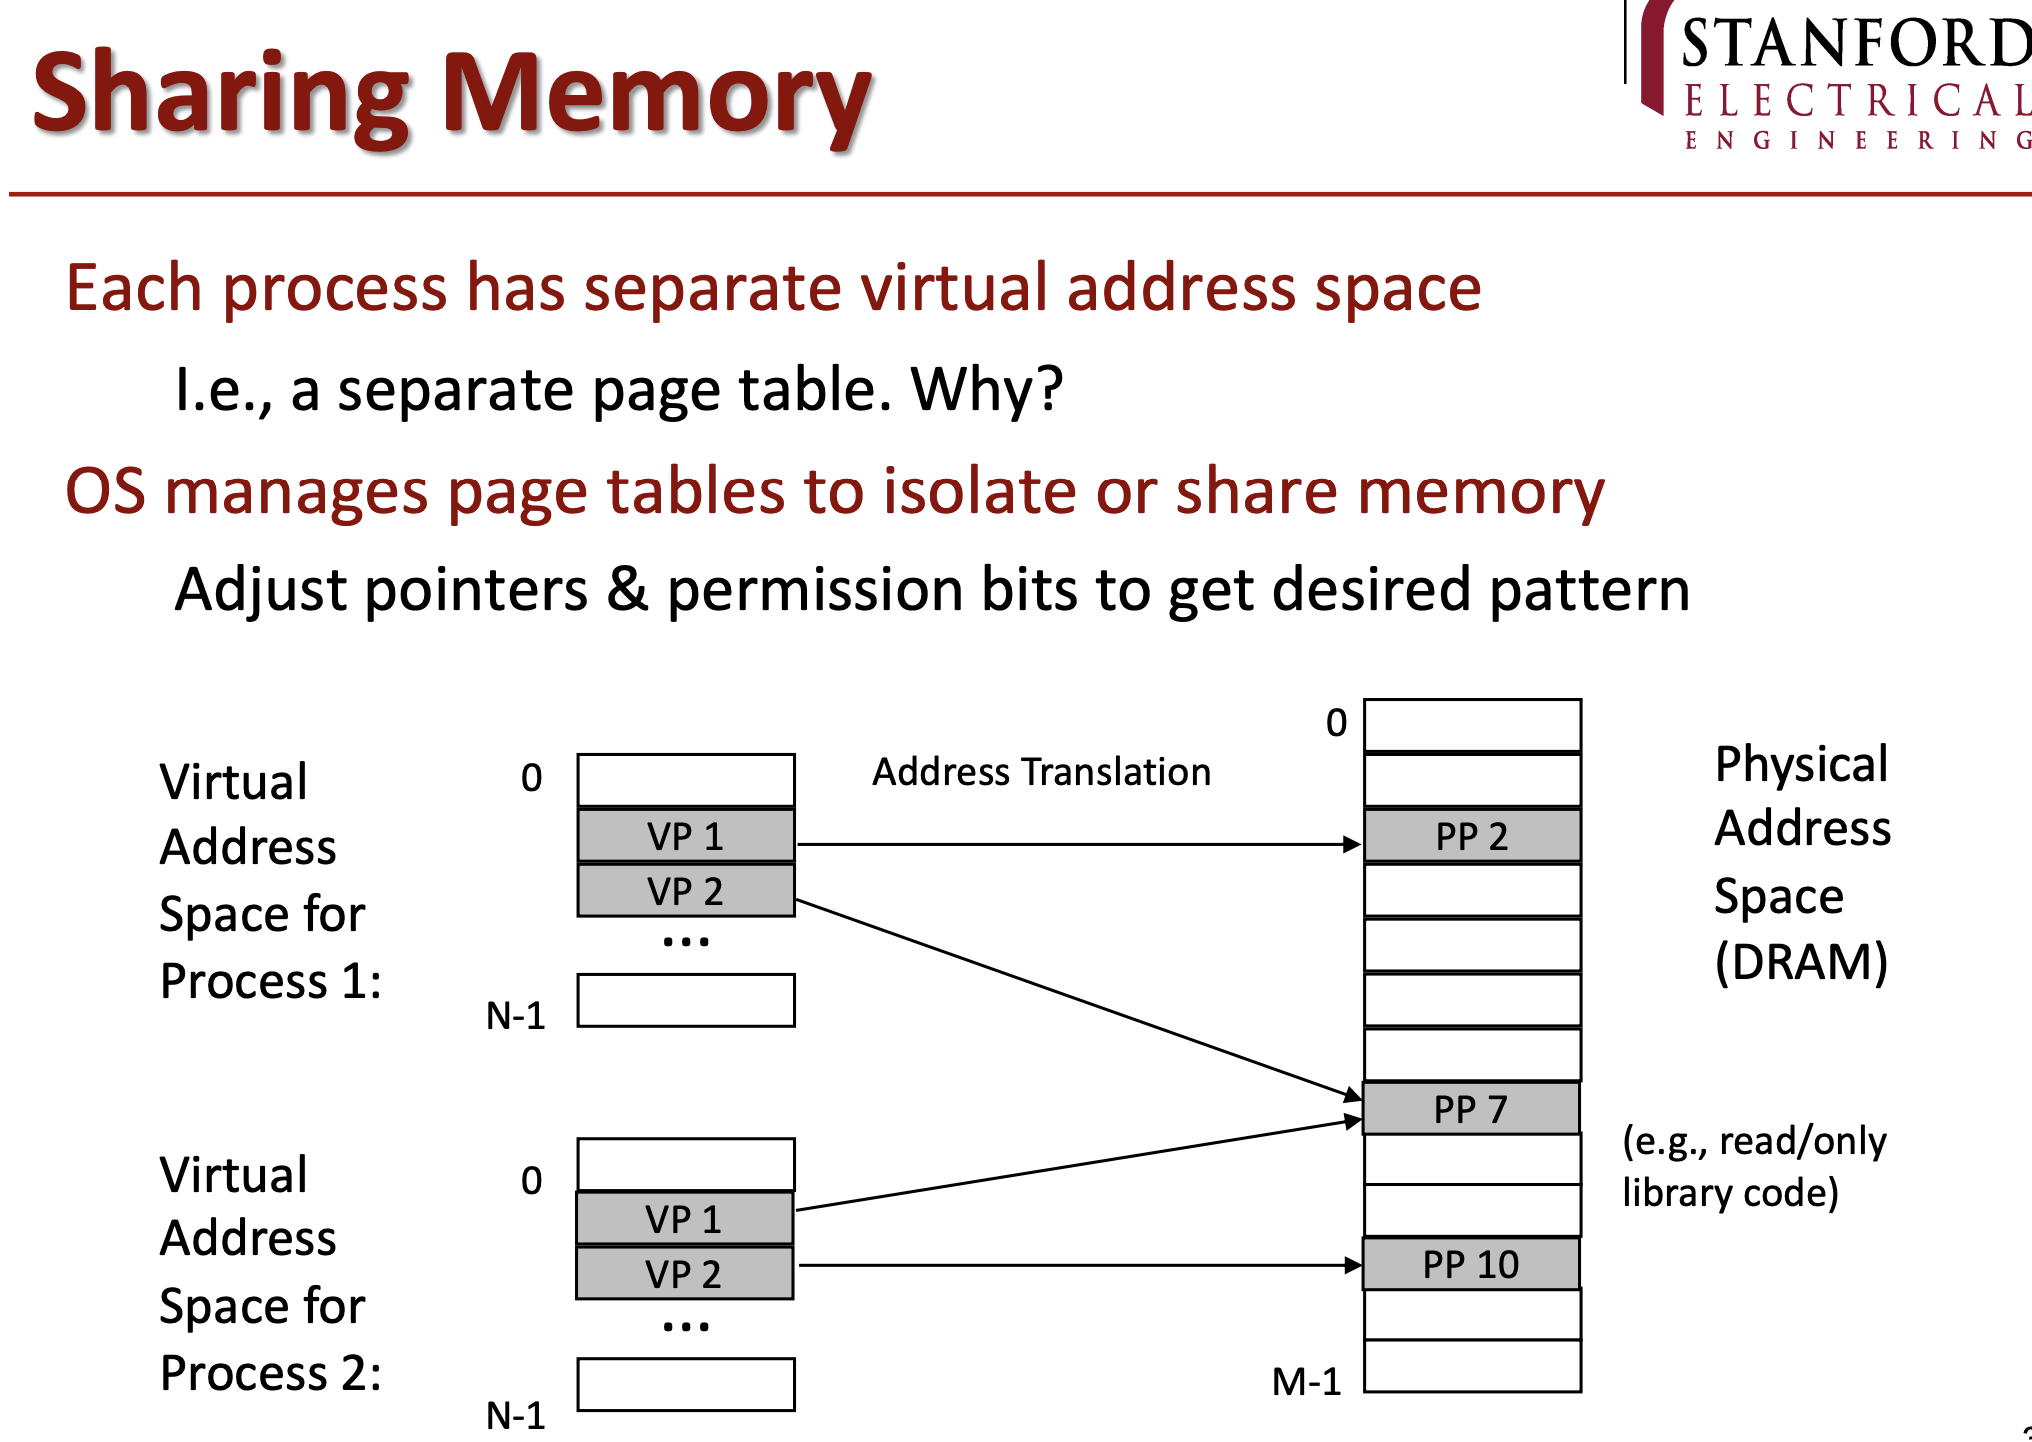 Sharing Memory
STANFORD
ELECTRICAL
ENGINEERING
Each process has separate virtual address space
I.e., a separate page table. Why?
OS manages page tables to isolate or share memory
Adjust pointers & permission bits to get desired pattern
Virtual
Address
Space for
Process 1:
0
VP 1
VP 2
...
N-1
Address Translation
0
PP 2
PP 7
PP 10
M-1
Physical
Address
Space
(DRAM)
(e.g., read/only
library code)
Virtual
Address
Space for
Process 2:
0
VP 1
VP 2
...
N-1